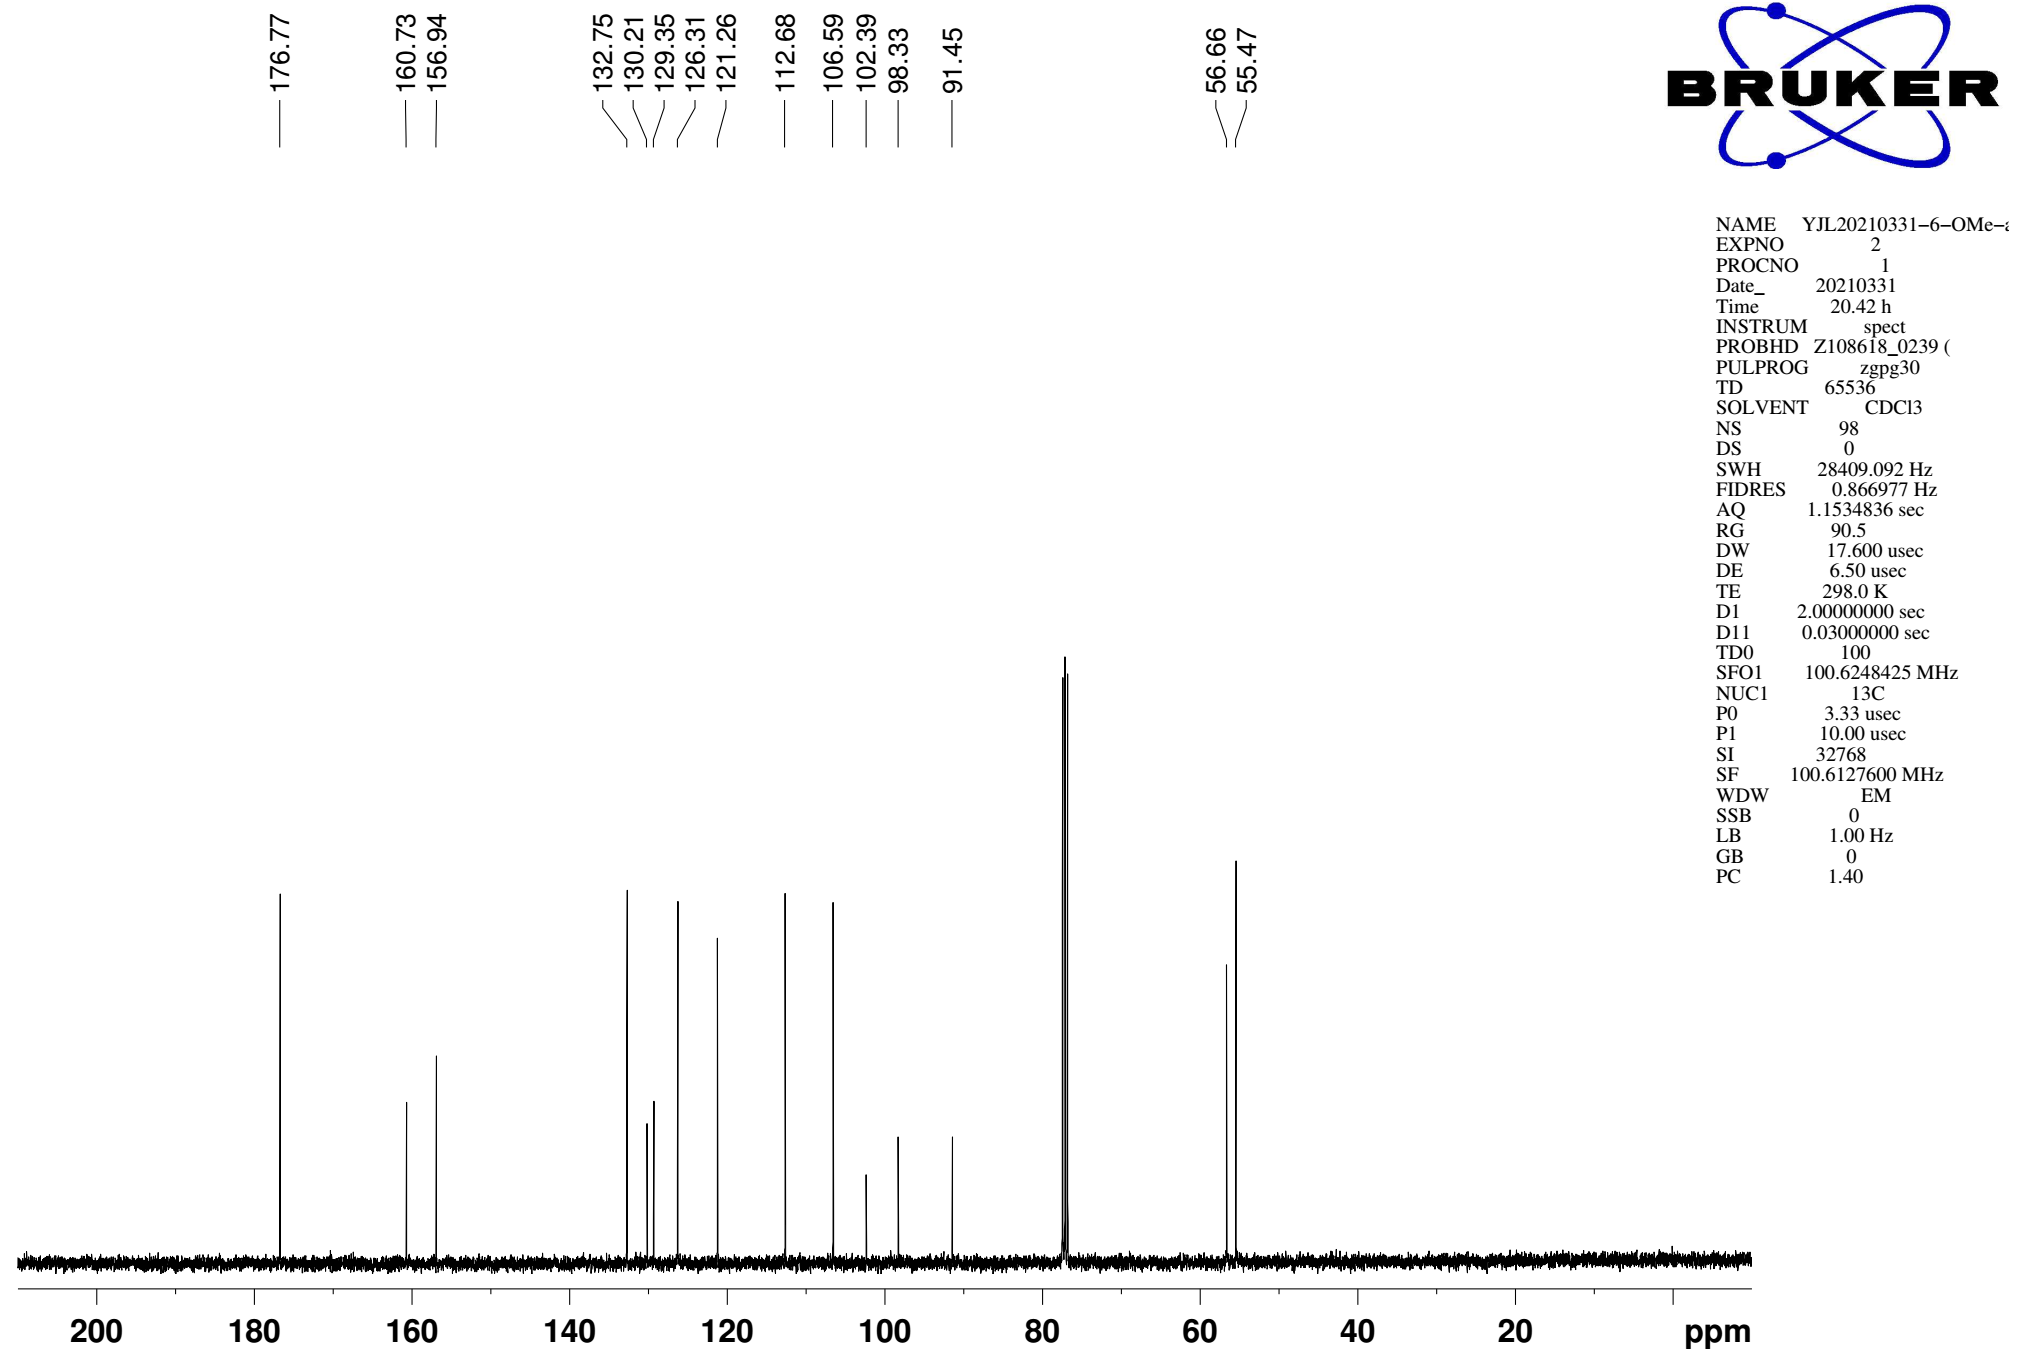 176.77
160.73
156.94
132.75
130.21
129.35
126.31
121.26
112.68
106.59
102.39
98.33
91.45
56.66
55.47
BRUKER
NAME YJL20210331-6-OMe-
EXPNO 2
PROCNO 1
Date_ 20210331
Time 20.42 h
INSTRUM spect
PROBHD Z108618_0239 (
PULPROG zgpg30
TD 65536
SOLVENT CDCl3
NS 98
DS 0
SWH 28409.092 Hz
FIDRES 0.866977 Hz
AQ 1.1534836 sec
RG 90.5
DW 17.600 usec
DE 6.50 usec
TE 298.0 K
D1 2.00000000 sec
D11 0.03000000 sec
TD0 100
SFO1 100.6248425 MHz
NUC1 13C
P0 3.33 usec
P1 10.00 usec
SI 32768
SF 100.6127600 MHz
WDW EM
SSB 0
LB 1.00 Hz
GB 0
PC 1.40
200 180 160 140 120 100 80 60 40 20 ppm